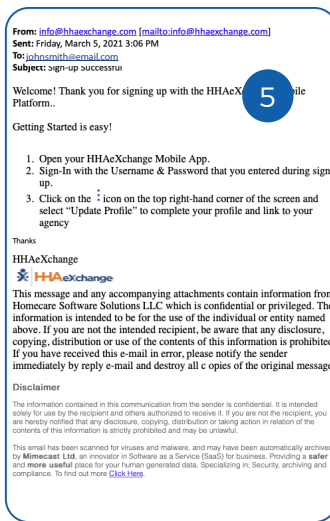 From: info@hhaexchange.com [mailto:info@hhaexchange.com]
Sent: Friday, March 5, 2021 3:06 PM
To: johnsmith@email.com
Subject: Sign-up Successful
Welcome! Thank you for signing up with the HHAeX
5
Platform..
Getting Started is easy!
1. Open your HHAeXchange Mobile App.
2. Sign-In with the Username & Password that you entered during sign
up.
3. Click on the ⋮ icon on the top right-hand corner of the screen and
select “Update Profile” to complete your profile and link to your
agency
Thanks
HHAeXchange
HHAeXchange
This message and any accompanying attachments contain information from
Homecare Software Solutions LLC which is confidential or privileged. The
information is intended to be for the use of the individual or entity named
above. If you are not the intended recipient, be aware that any disclosure,
copying, distribution or use of the contents of this information is prohibited
If you have received this e-mail in error, please notify the sender
immediately by reply e-mail and destroy all c opies of the original message
Disclaimer
The information contained in this communication from the sender is confidential. It is intended
solely for use by the recipient and others authorized to receive it. If you are not the recipient, you
are hereby notified that any disclosure, copying, distribution or taking action in relation of the
contents of this information is strictly prohibited and may be unlawful.
This email has been scanned for viruses and malware, and may have been automatically archived
by Mimecast Ltd, an innovator in Software as a Service (SaaS) for business. Providing a safer
and more useful place for your human generated data. Specializing in; Security, archiving and
compliance. To find out more Click Here.